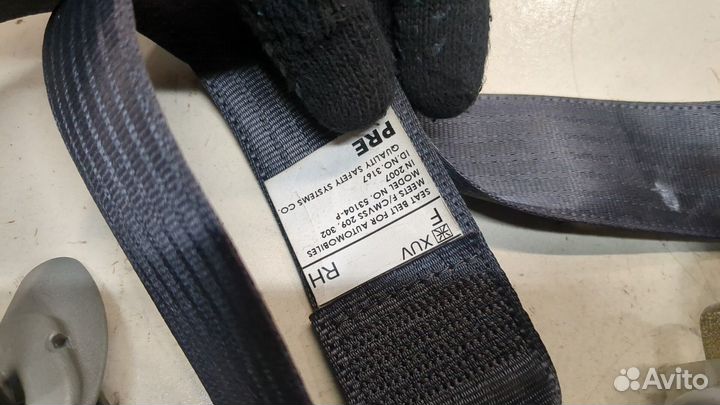 XUV
F RH
SEAT BELT FOR AUTOMOBILES
MEETS F/CMVSS 209. 302
MODEL NO. 53104-P
IN 2007
ID.NO. 3167
QUALITY SAFETY SYSTEMS CO.
PRE
Avito